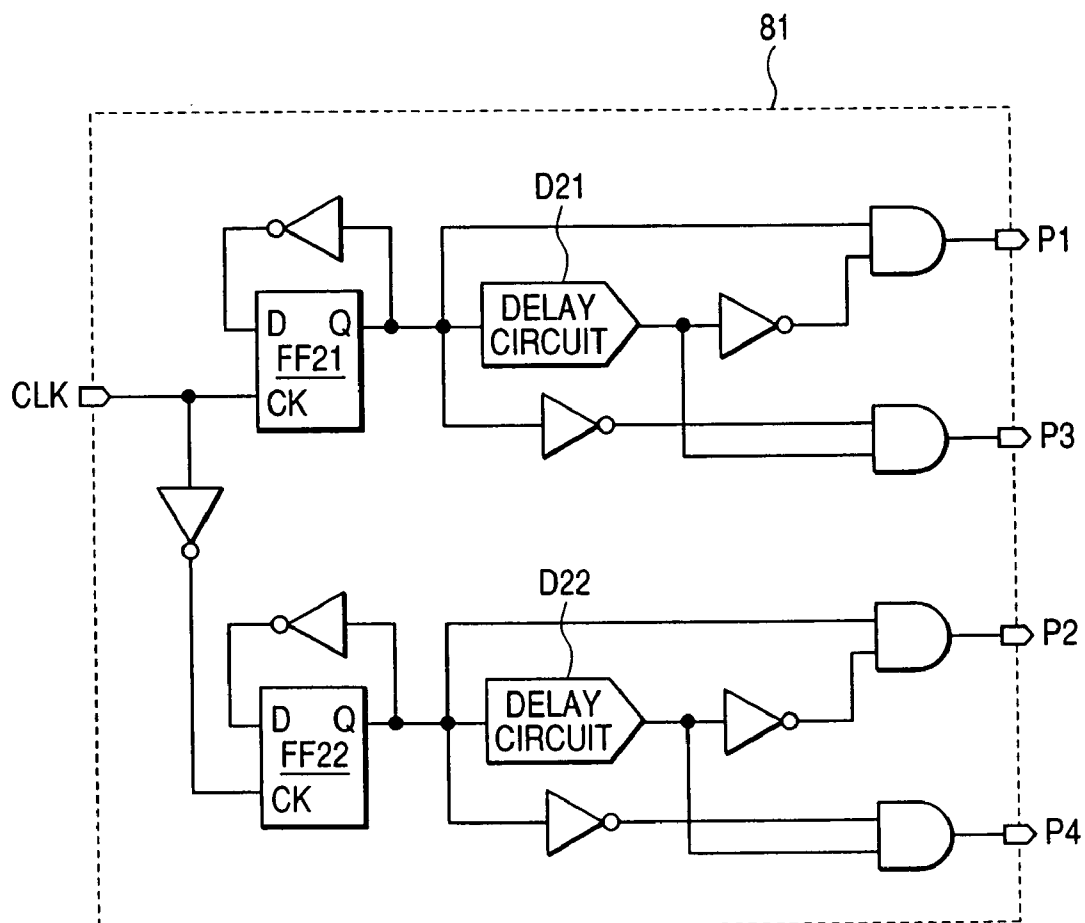 81
D21
P1
D Q
FF21
CK
DELAY
CIRCUIT
CLK
P3
D22
P2
D Q
FF22
CK
DELAY
CIRCUIT
P4